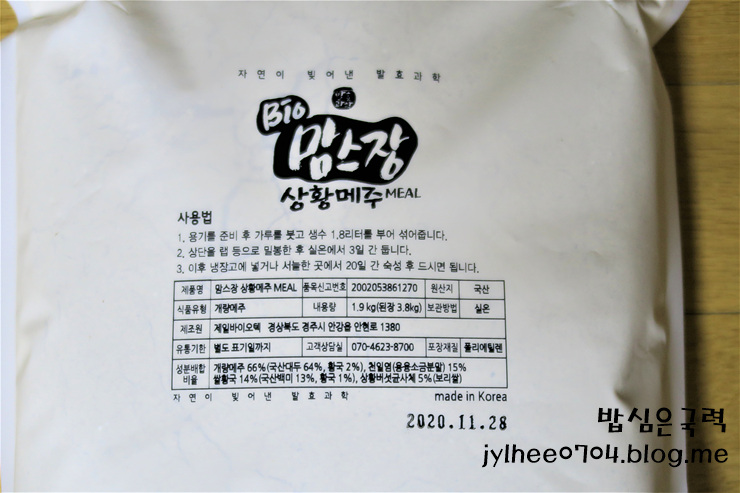 자연이 빚어낸 발효과학
Bio 맘스장
상황메주 MEAL
사용법
1. 용기를 준비 후 가루를 붓고 생수 1.8리터를 부어 섞어줍니다.
2. 상단을 랩 등으로 밀봉한 후 실온에서 3일 간 둡니다.
3. 이후 냉장고에 넣거나 서늘한 곳에서 20일 간 숙성 후 드시면 됩니다.
제품명 맘스장 상황메주 MEAL 품목신고번호 2002053861270 원산지 국산
식품유형 개량메주 내용량 1.9 kg(된장 3.8kg) 보관방법 실온
제조원 제일바이오텍 경상북도 경주시 안강읍 안현로 1380
유통기한 별도 표기일까지 고객상담실 070-4623-8700 포장재질 폴리에틸렌
성분배합 개량메주 66%(국산대두 64%, 황국 2%), 천일염(용융소금분말) 15%
비율 쌀황국 14%(국산백미 13%, 황국 1%), 상황버섯균사체 5%(보리쌀)
자연이 빚어낸 발효과학 made in Korea
2020.11.28
밥심은국력
jylhee0704.blog.me